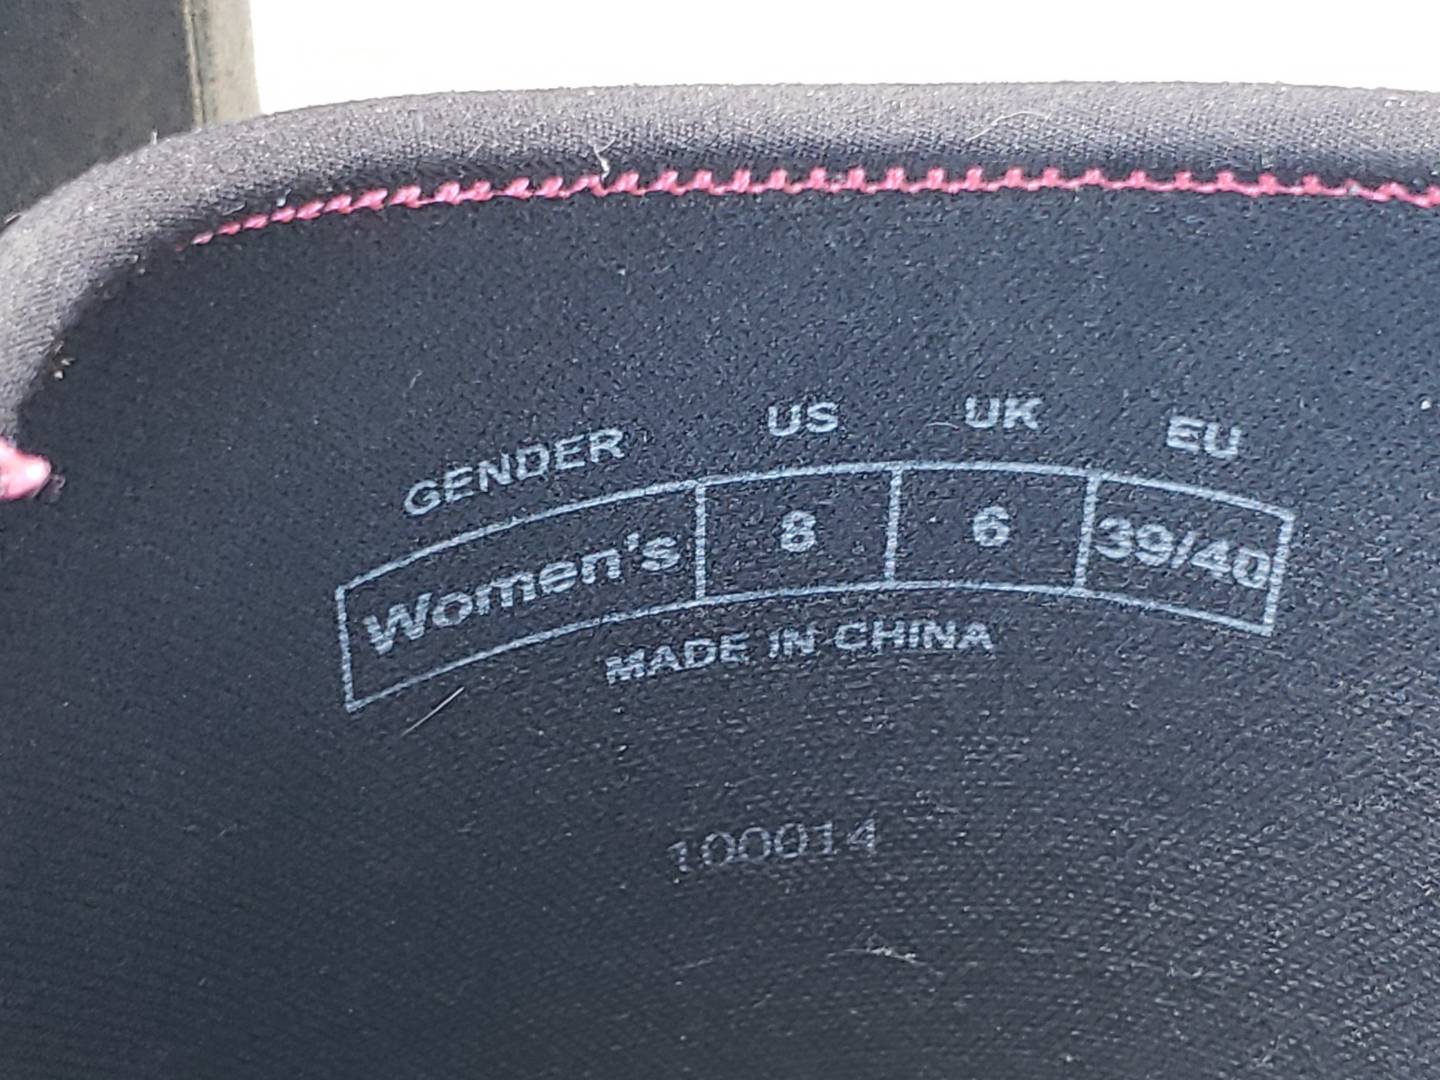 GENDER US UK EU
Women's 8 6 39/40
MADE IN CHINA
100014